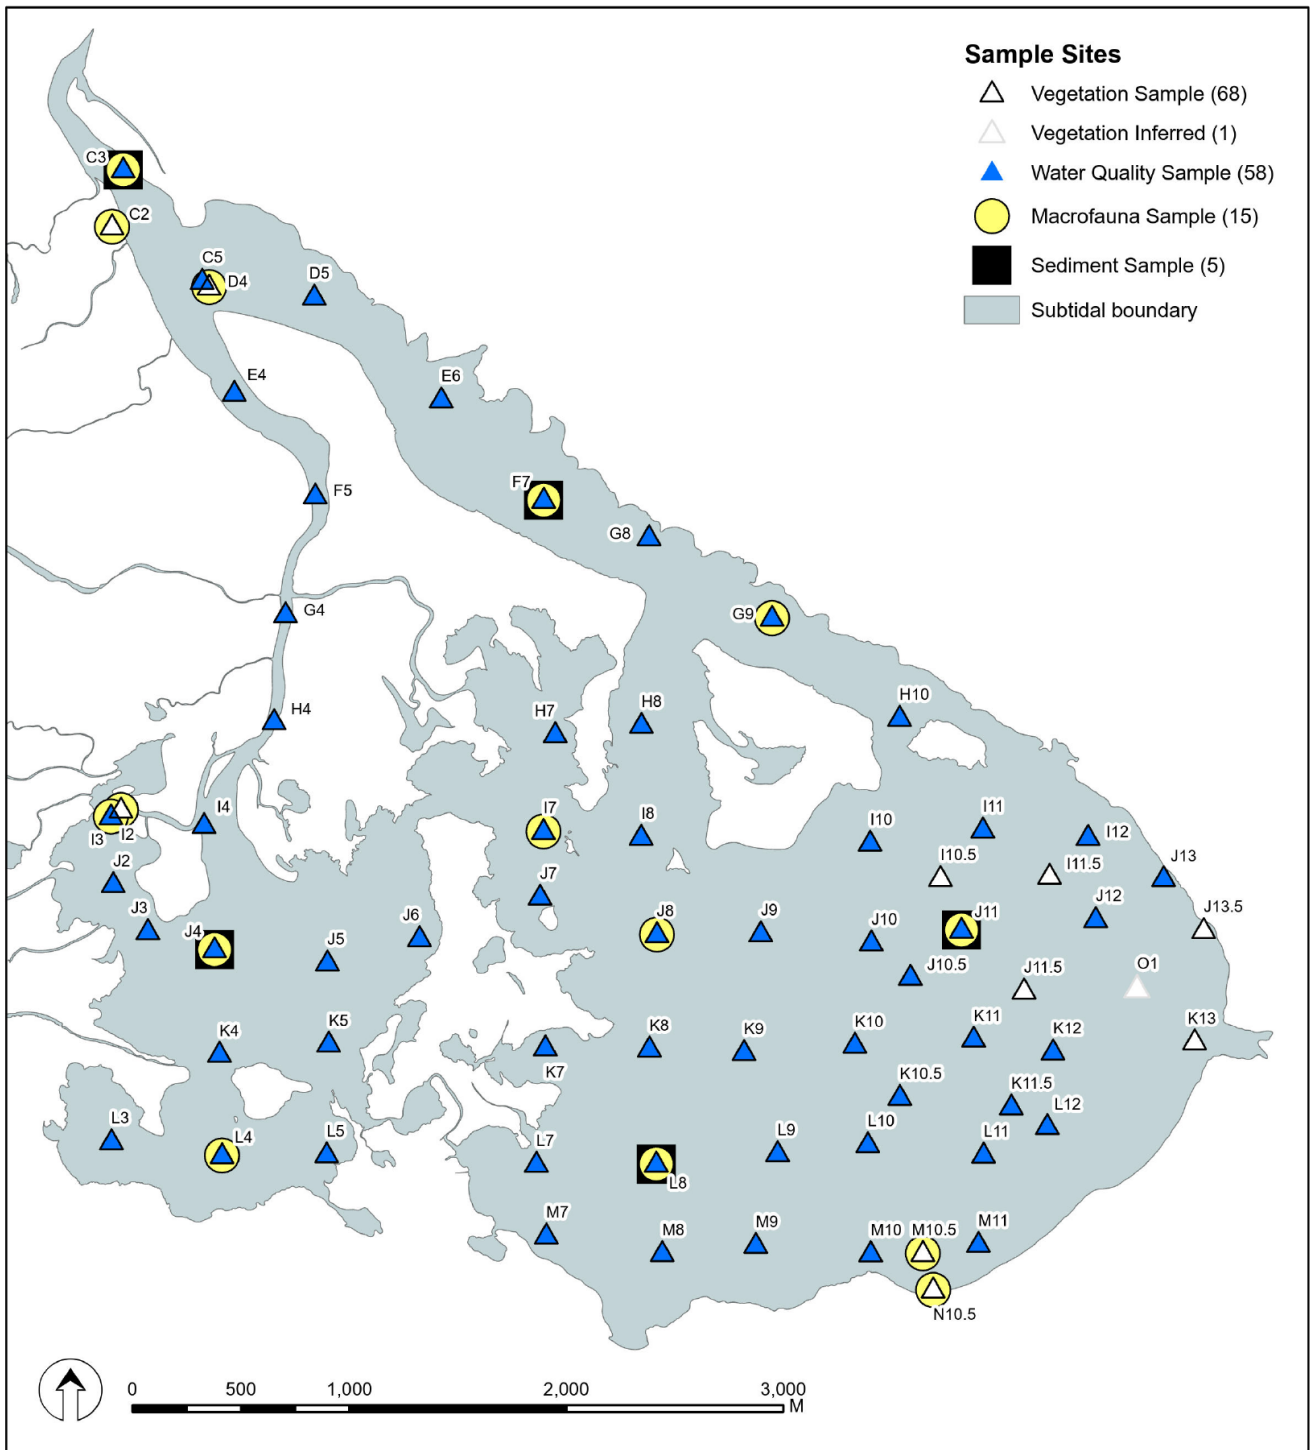 Sample Sites
Vegetation Sample (68)
Vegetation Inferred (1)
Water Quality Sample (58)
Macrofauna Sample (15)
Sediment Sample (5)
Subtidal boundary
C3
C2
C5
D4
D5
E4
E6
F5
F7
G8
G4
G9
H4
H7
H8
H10
I3
I2
I4
I7
I8
I10
I11
I12
I10.5
I11.5
J13
J2
J3
J4
J5
J6
J7
J8
J9
J10
J11
J12
J13.5
J10.5
J11.5
O1
K4
K5
K7
K8
K9
K10
K11
K12
K13
K10.5
K11.5
L3
L4
L5
L7
L8
L9
L10
L11
L12
M7
M8
M9
M10
M10.5
M11
N10.5
0 500 1,000 2,000 3,000
M